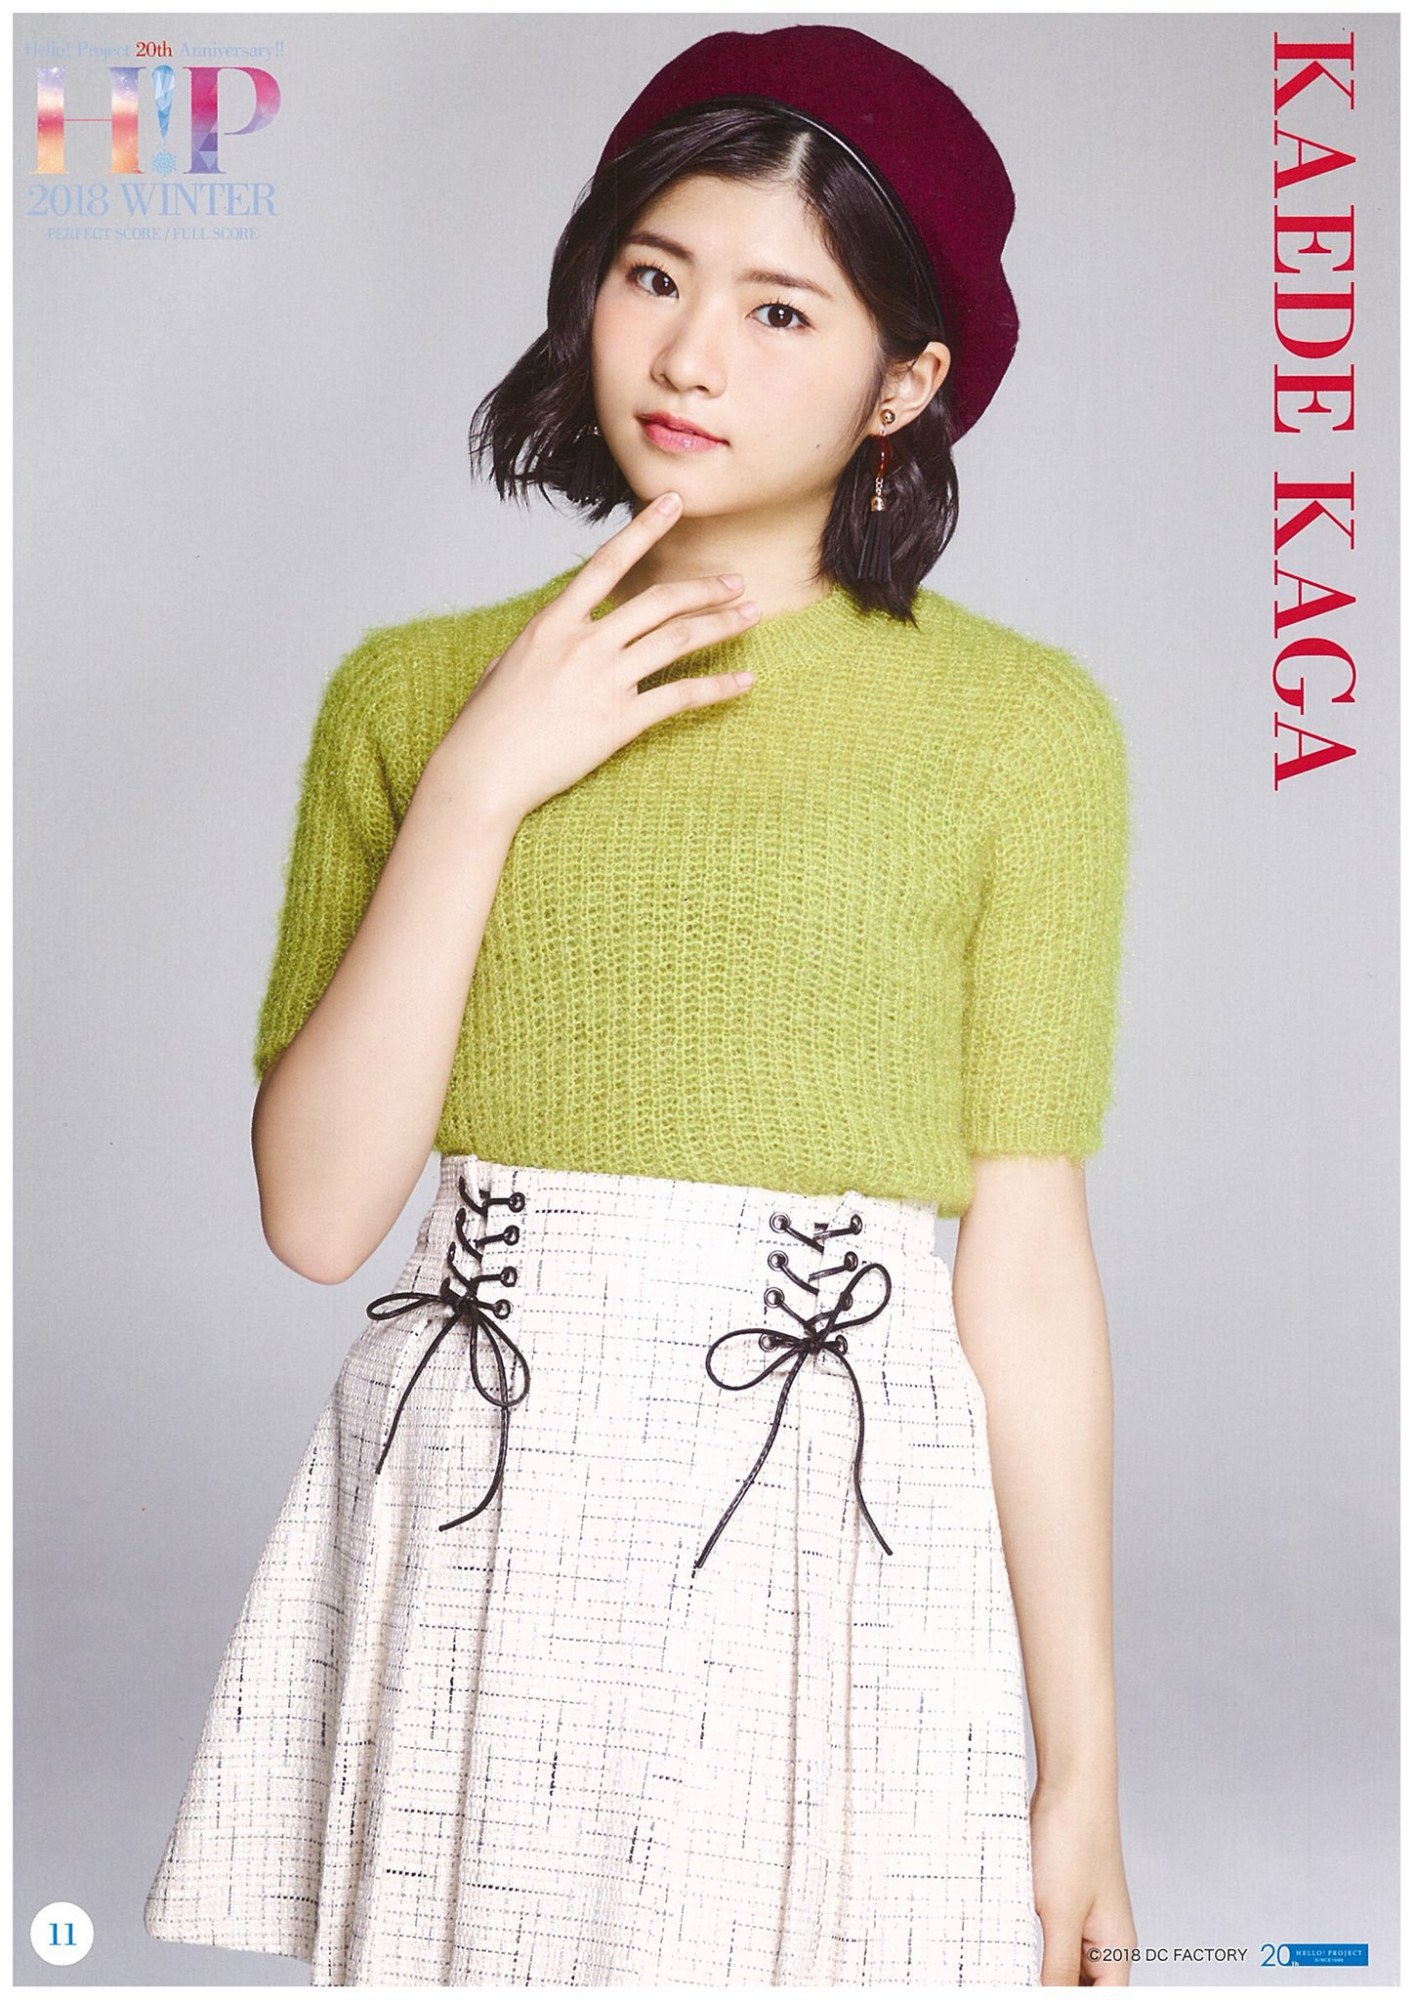 Hello! Project 20th Anniversary!!
H!P
2018 WINTER
PERFECT SCORE / FULL SCORE
KAEDE KAGA
11
©2018 DC FACTORY
20th HELLO! PROJECT
SINCE 1998